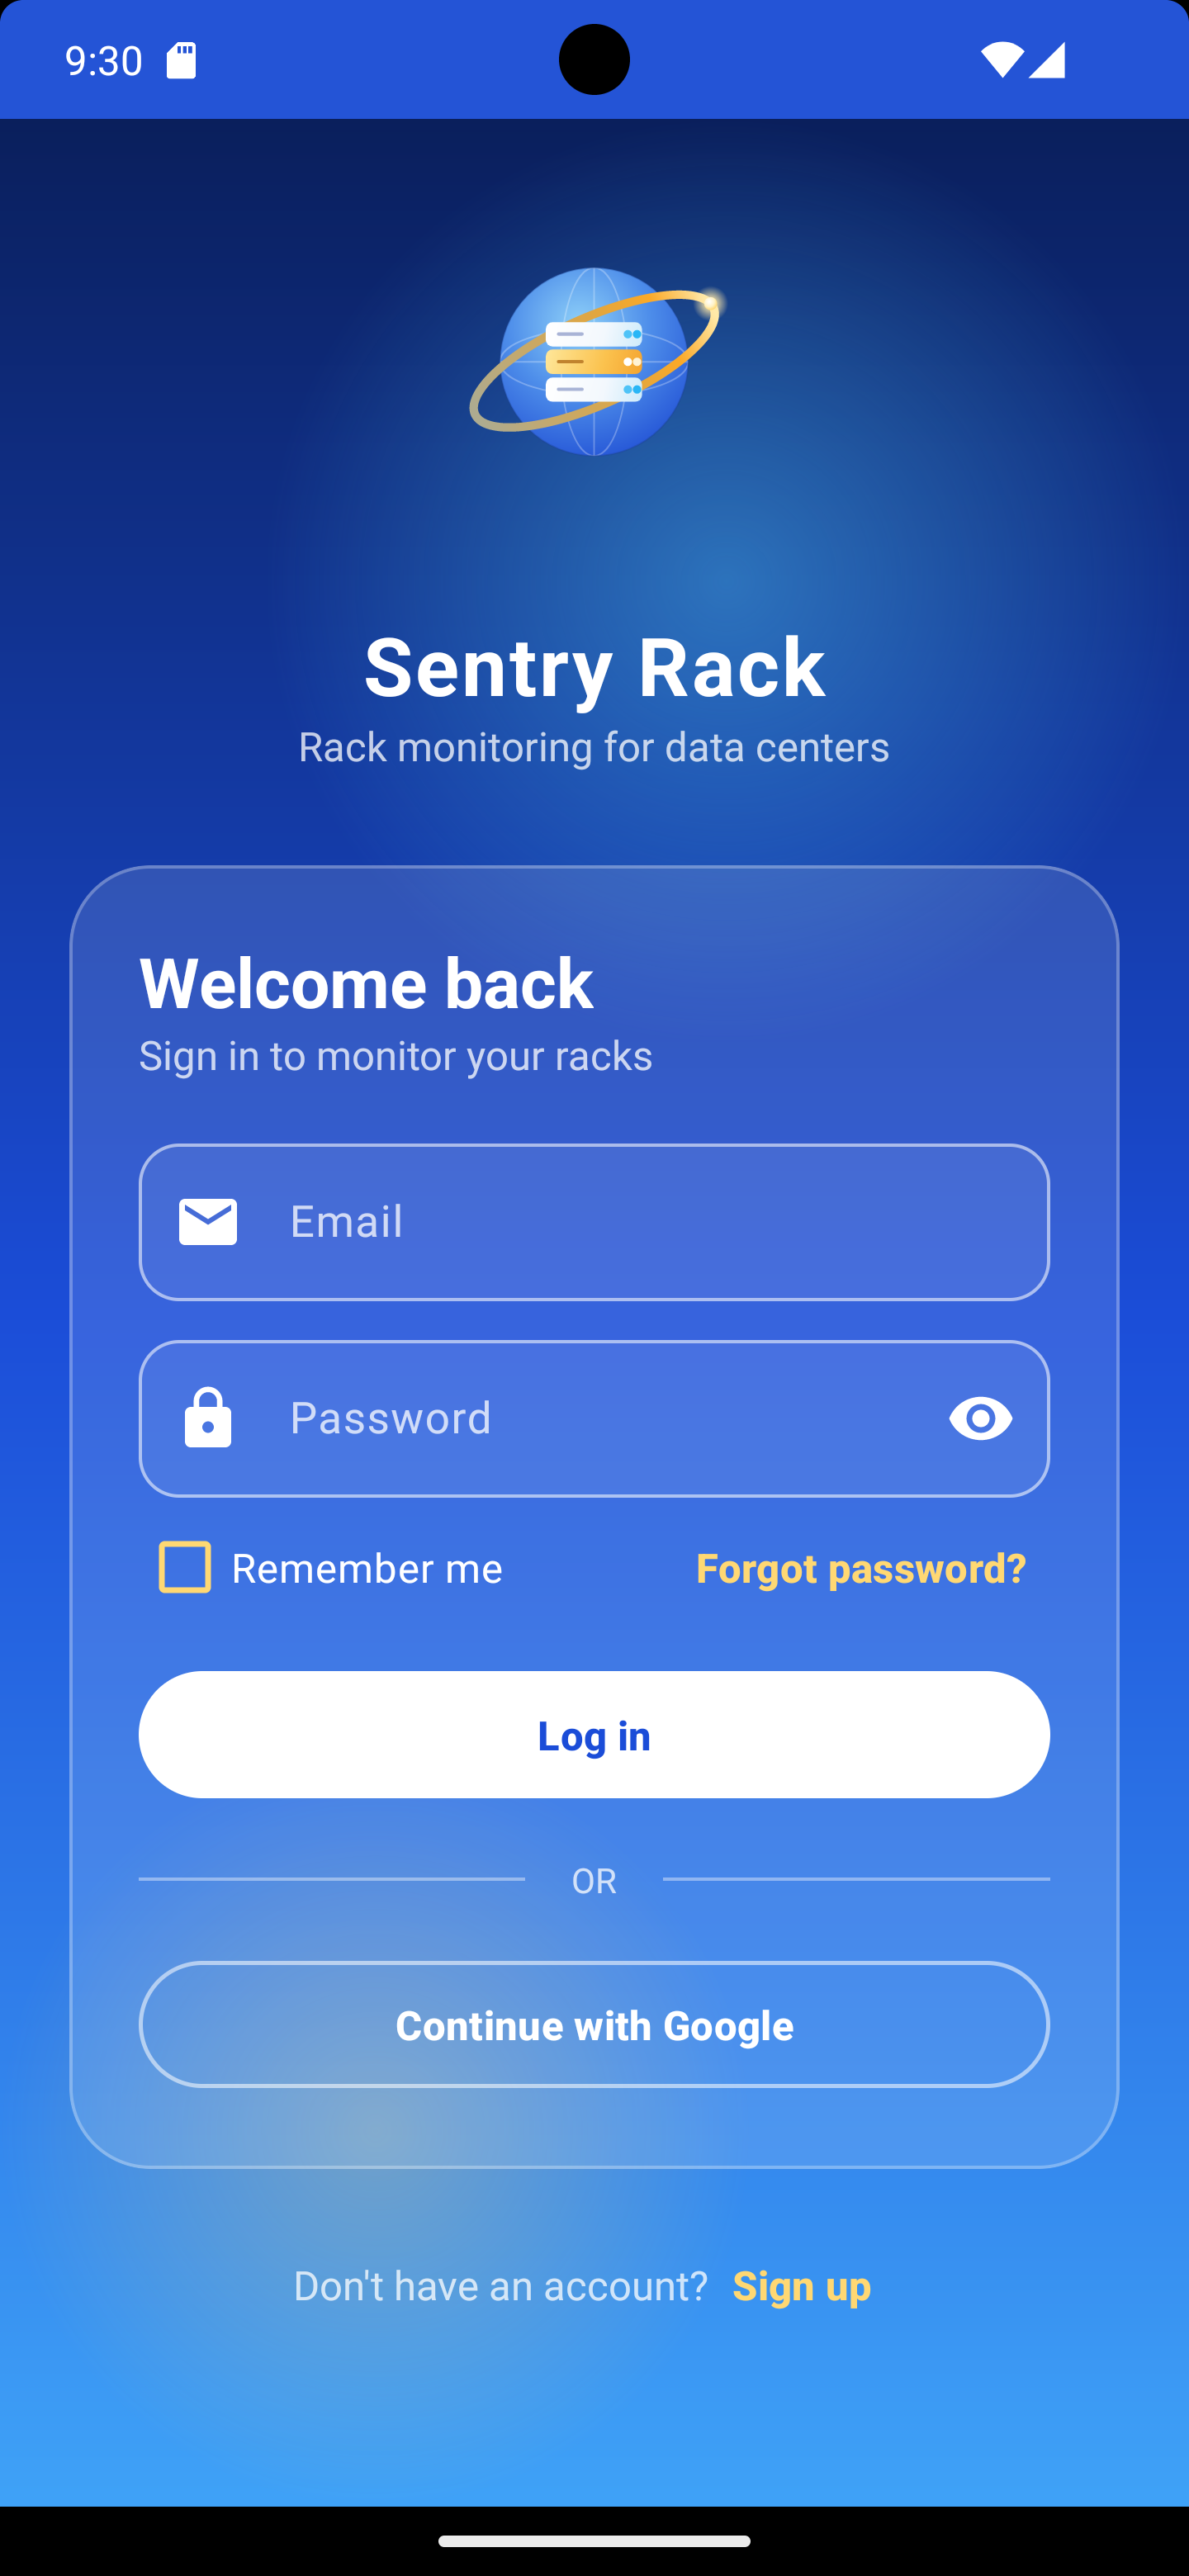 9:30
Sentry Rack
Rack monitoring for data centers
Welcome back
Sign in to monitor your racks
Email
Password
Remember me Forgot password?
Log in
OR
Continue with Google
Don't have an account? Sign up